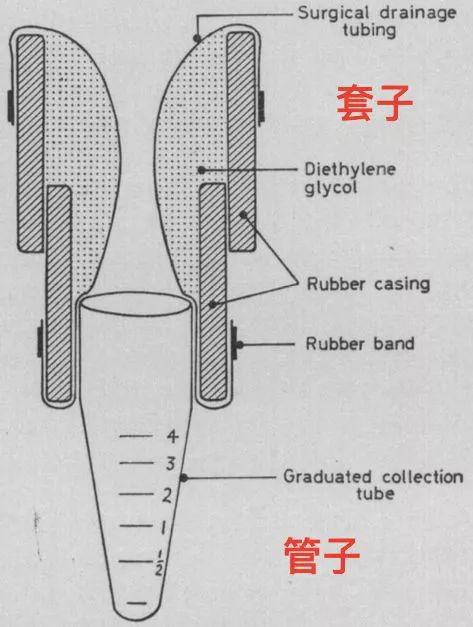 Surgical drainage
tubing
套子
Diethylene
glycol
Rubber casing
Rubber band
4
3
Graduated collection
tube
2
1
1/2
管子